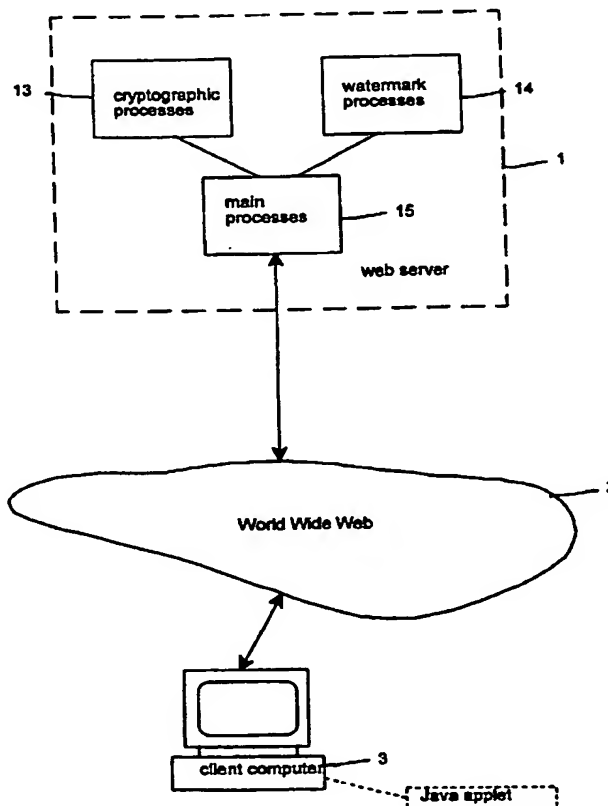 13
cryptographic
processes
watermark
processes
14
1
main
processes
15
web server
World Wide Web
client computer
3
Java applet